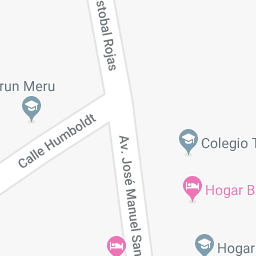 stobal Rojas
run Meru
Calle Humboldt
Av. José Manuel San
Colegio T
Hogar B
Hogar